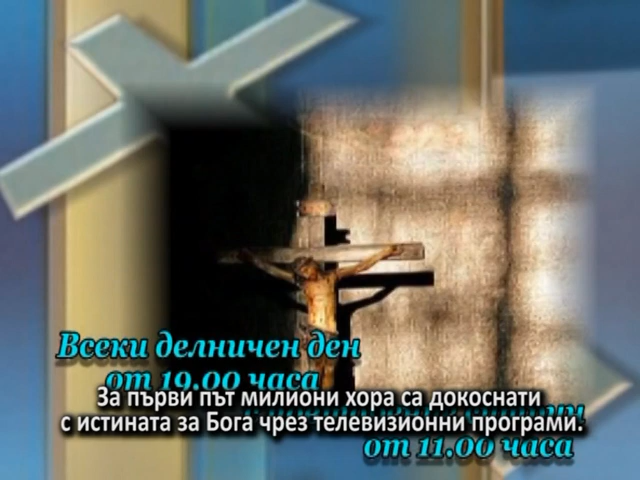 Всеки делничен ден
от 19.00 часа
За първи път милиони хора са докоснати
с истината за Бога чрез телевизионни програми.
от 11.00 часа